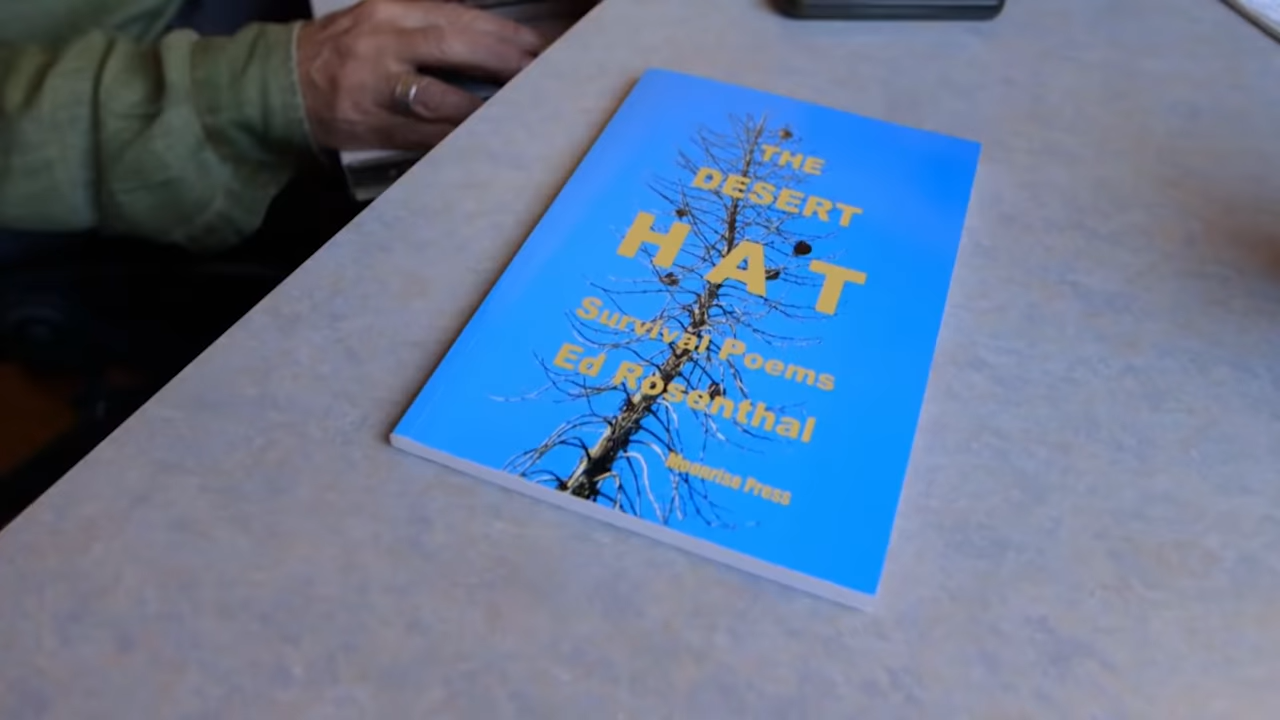 THE
DESERT
HAT
Survival Poems
Ed Rosenthal
Moonrise Press